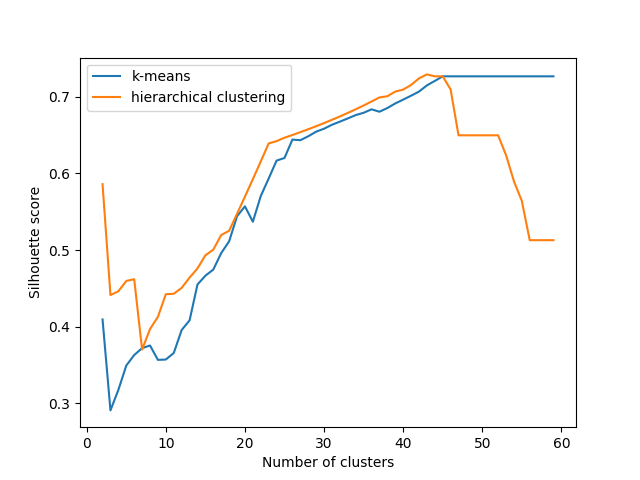 k-means
hierarchical clustering
Silhouette score
0.7
0.6
0.5
0.4
0.3
0 10 20 30 40 50 60
Number of clusters